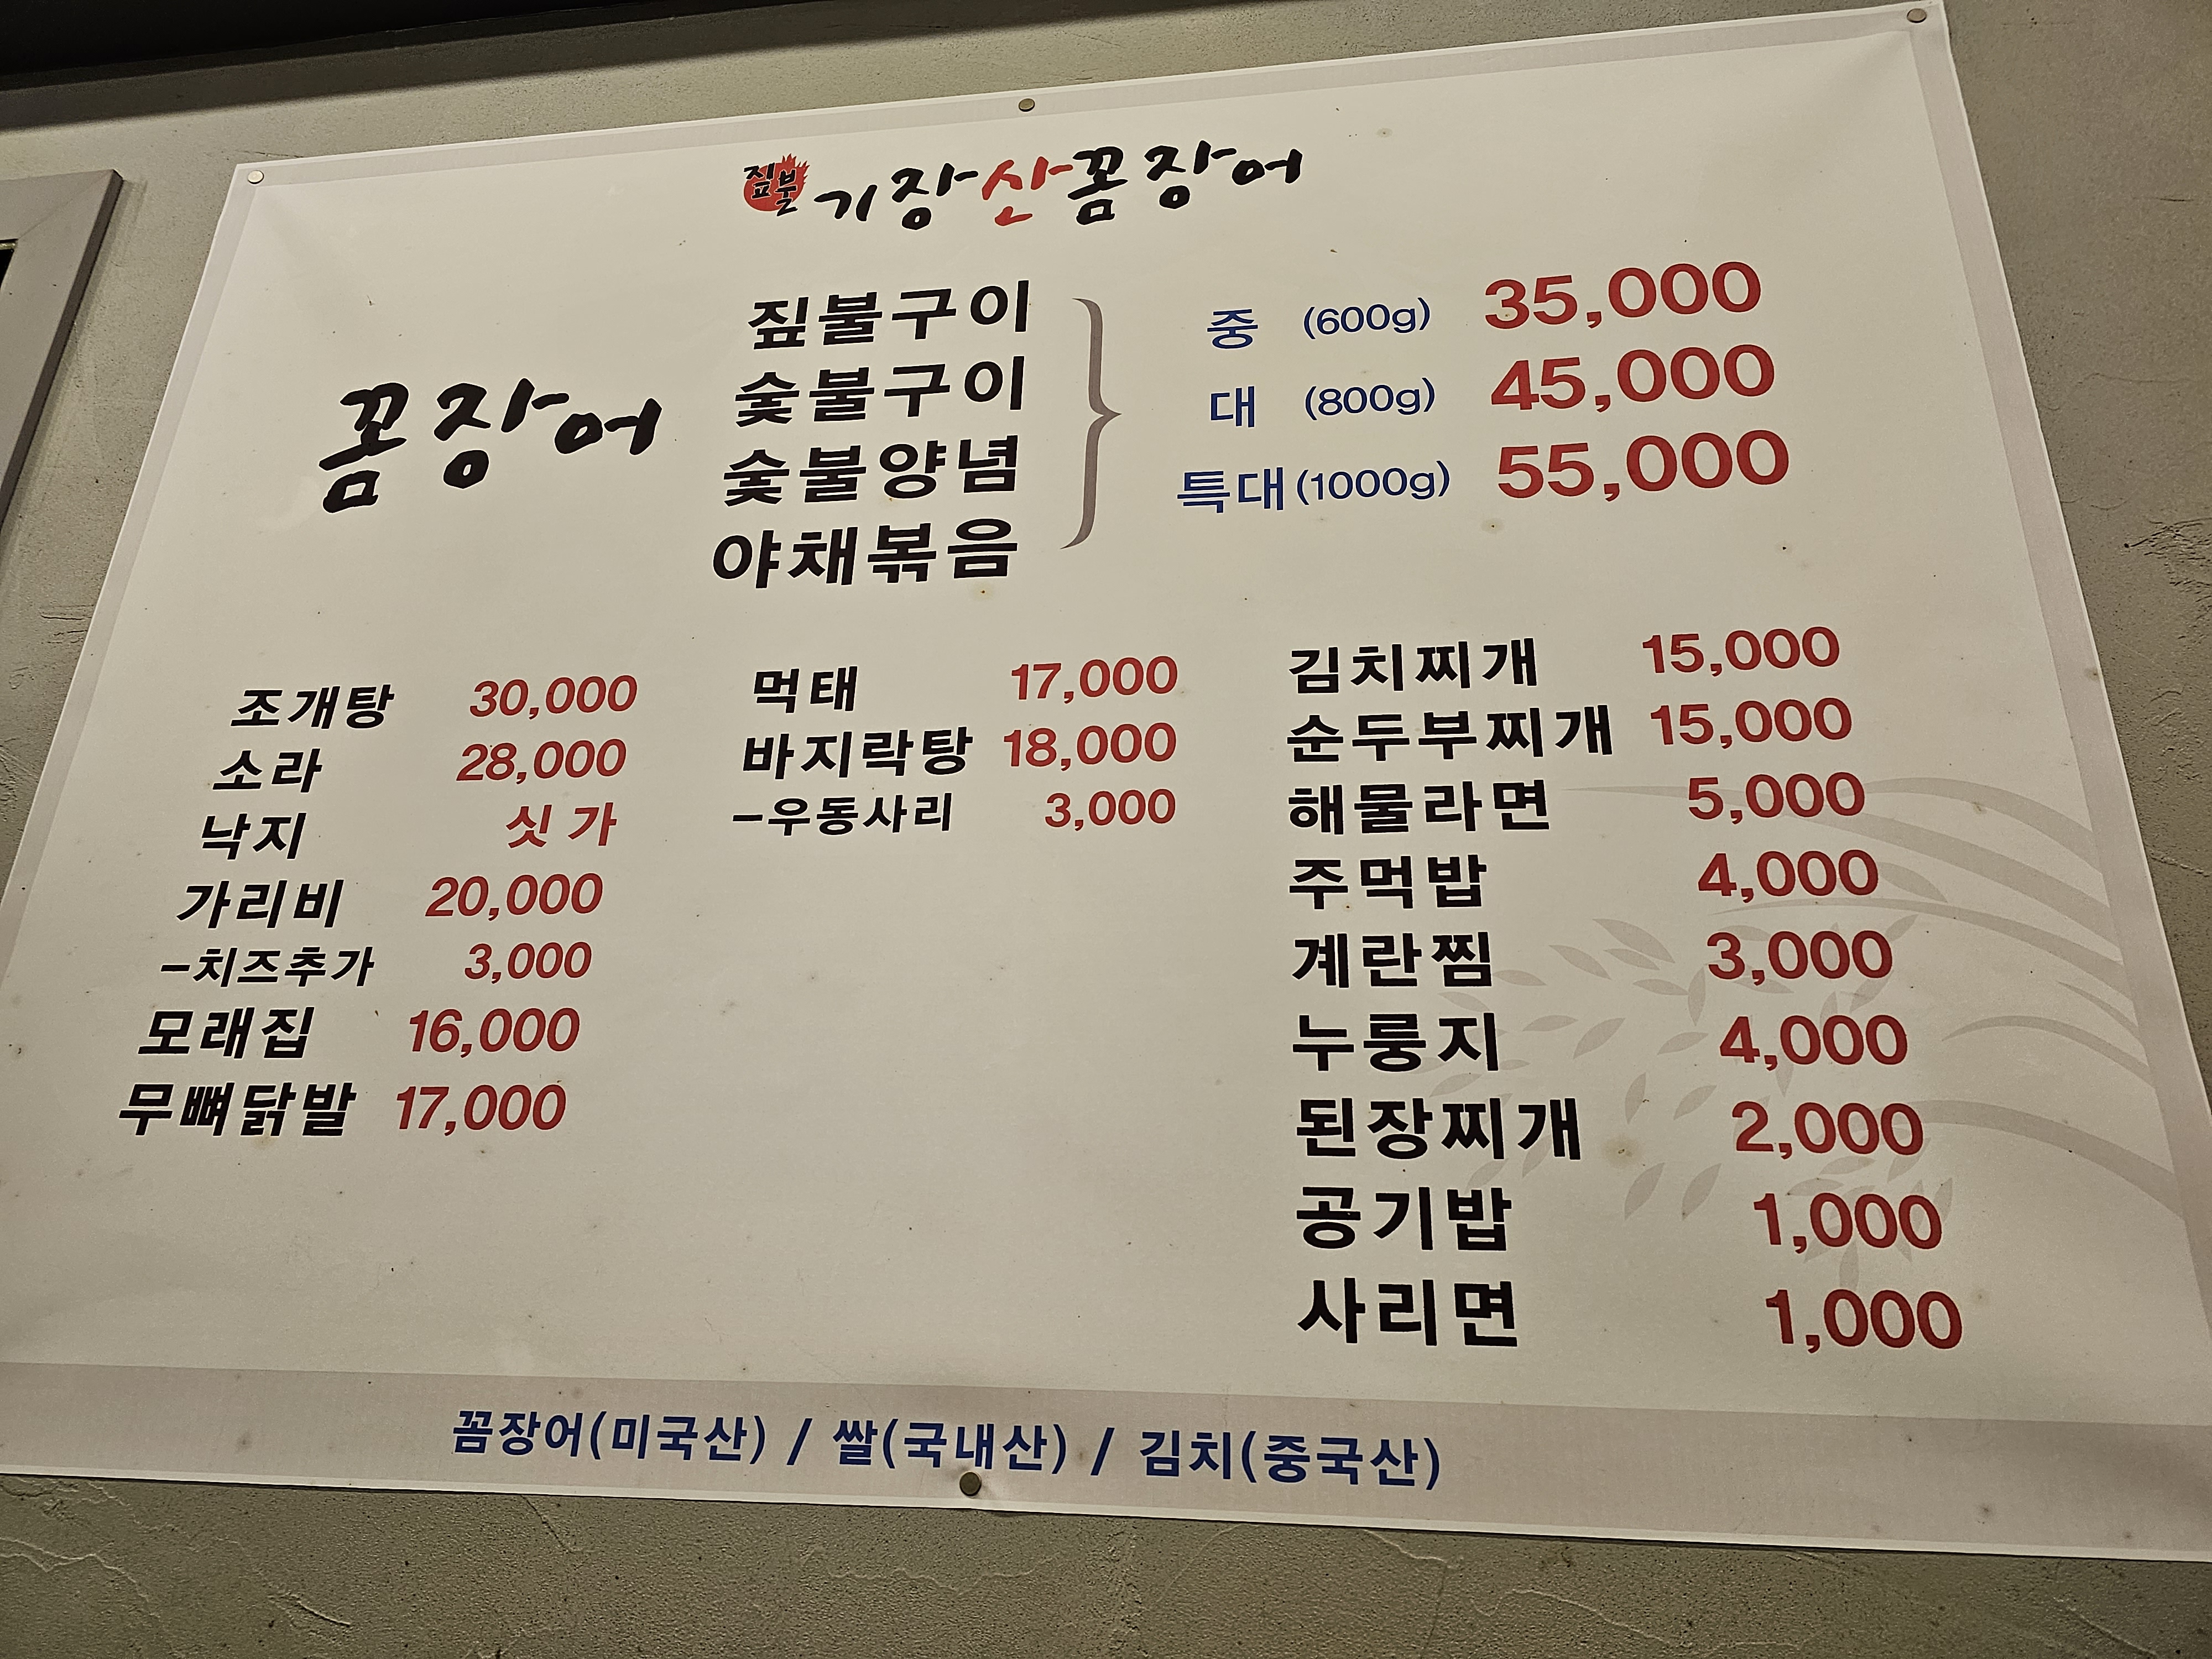 짚불 기장산꼼장어
꼼장어
짚불구이
숯불구이
숯불양념
야채볶음
중 (600g) 35,000
대 (800g) 45,000
특대 (1000g) 55,000
조개탕 30,000
소라 28,000
낙지 싯가
가리비 20,000
-치즈추가 3,000
모래집 16,000
무뼈닭발 17,000
먹태 17,000
바지락탕 18,000
-우동사리 3,000
김치찌개 15,000
순두부찌개 15,000
해물라면 5,000
주먹밥 4,000
계란찜 3,000
누룽지 4,000
된장찌개 2,000
공기밥 1,000
사리면 1,000
꼼장어(미국산) / 쌀(국내산) / 김치(중국산)